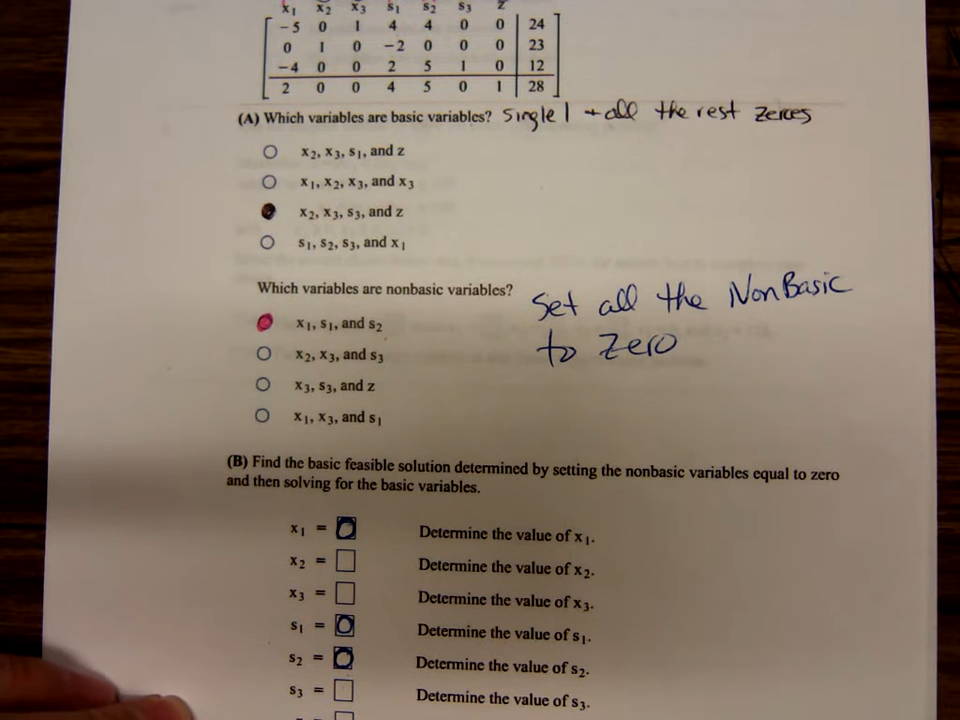 x1 x2 x3 s1 s2 s3 z
-5 0 1 4 4 0 0 24
0 1 0 -2 0 0 0 23
-4 0 0 2 5 1 0 12
2 0 0 4 5 0 1 28
(A) Which variables are basic variables? Single 1 + all the rest zeroes
x2, x3, s1, and z
x1, x2, x3, and x3
x2, x3, s3, and z
s1, s2, s3, and x1
Which variables are nonbasic variables?
Set all the NonBasic
to zero
x1, s1, and s2
x2, x3, and s3
x3, s3, and z
x1, x3, and s1
(B) Find the basic feasible solution determined by setting the nonbasic variables equal to zero
and then solving for the basic variables.
x1 = 0 Determine the value of x1.
x2 = Determine the value of x2.
x3 = Determine the value of x3.
s1 = 0 Determine the value of s1.
s2 = 0 Determine the value of s2.
s3 = Determine the value of s3.